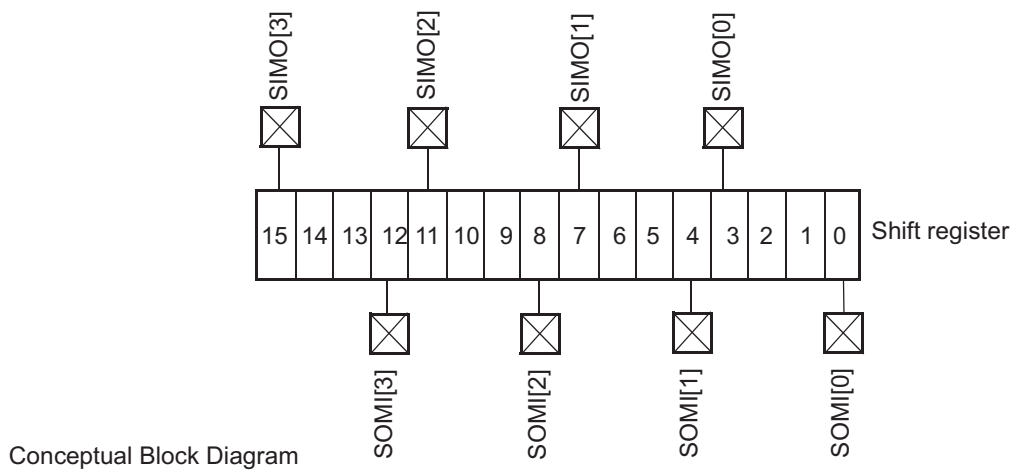 SIMO[3]
SIMO[2]
SIMO[1]
SIMO[0]
15 14 13 12 11 10 9 8 7 6 5 4 3 2 1 0
Shift register
SOMI[3]
SOMI[2]
SOMI[1]
SOMI[0]
Conceptual Block Diagram